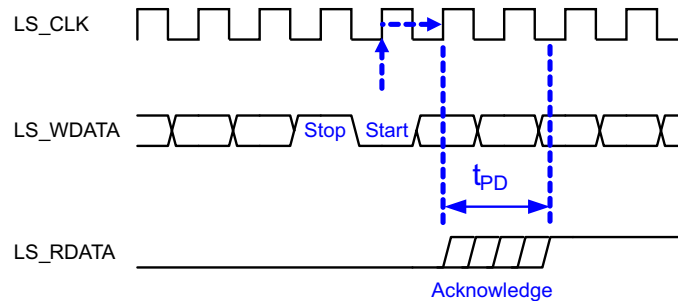 LS_CLK
LS_WDATA
Stop
Start
tPD
LS_RDATA
Acknowledge